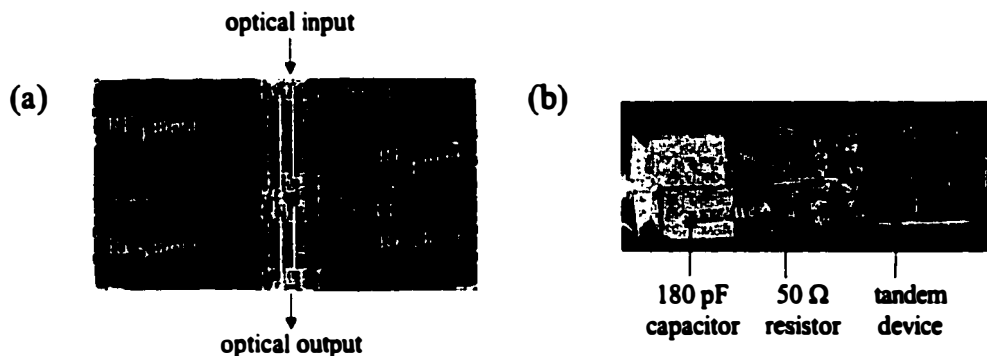 optical input
(a)
(b)
optical output
180 pF
capacitor
50 Ω
resistor
tandem
device